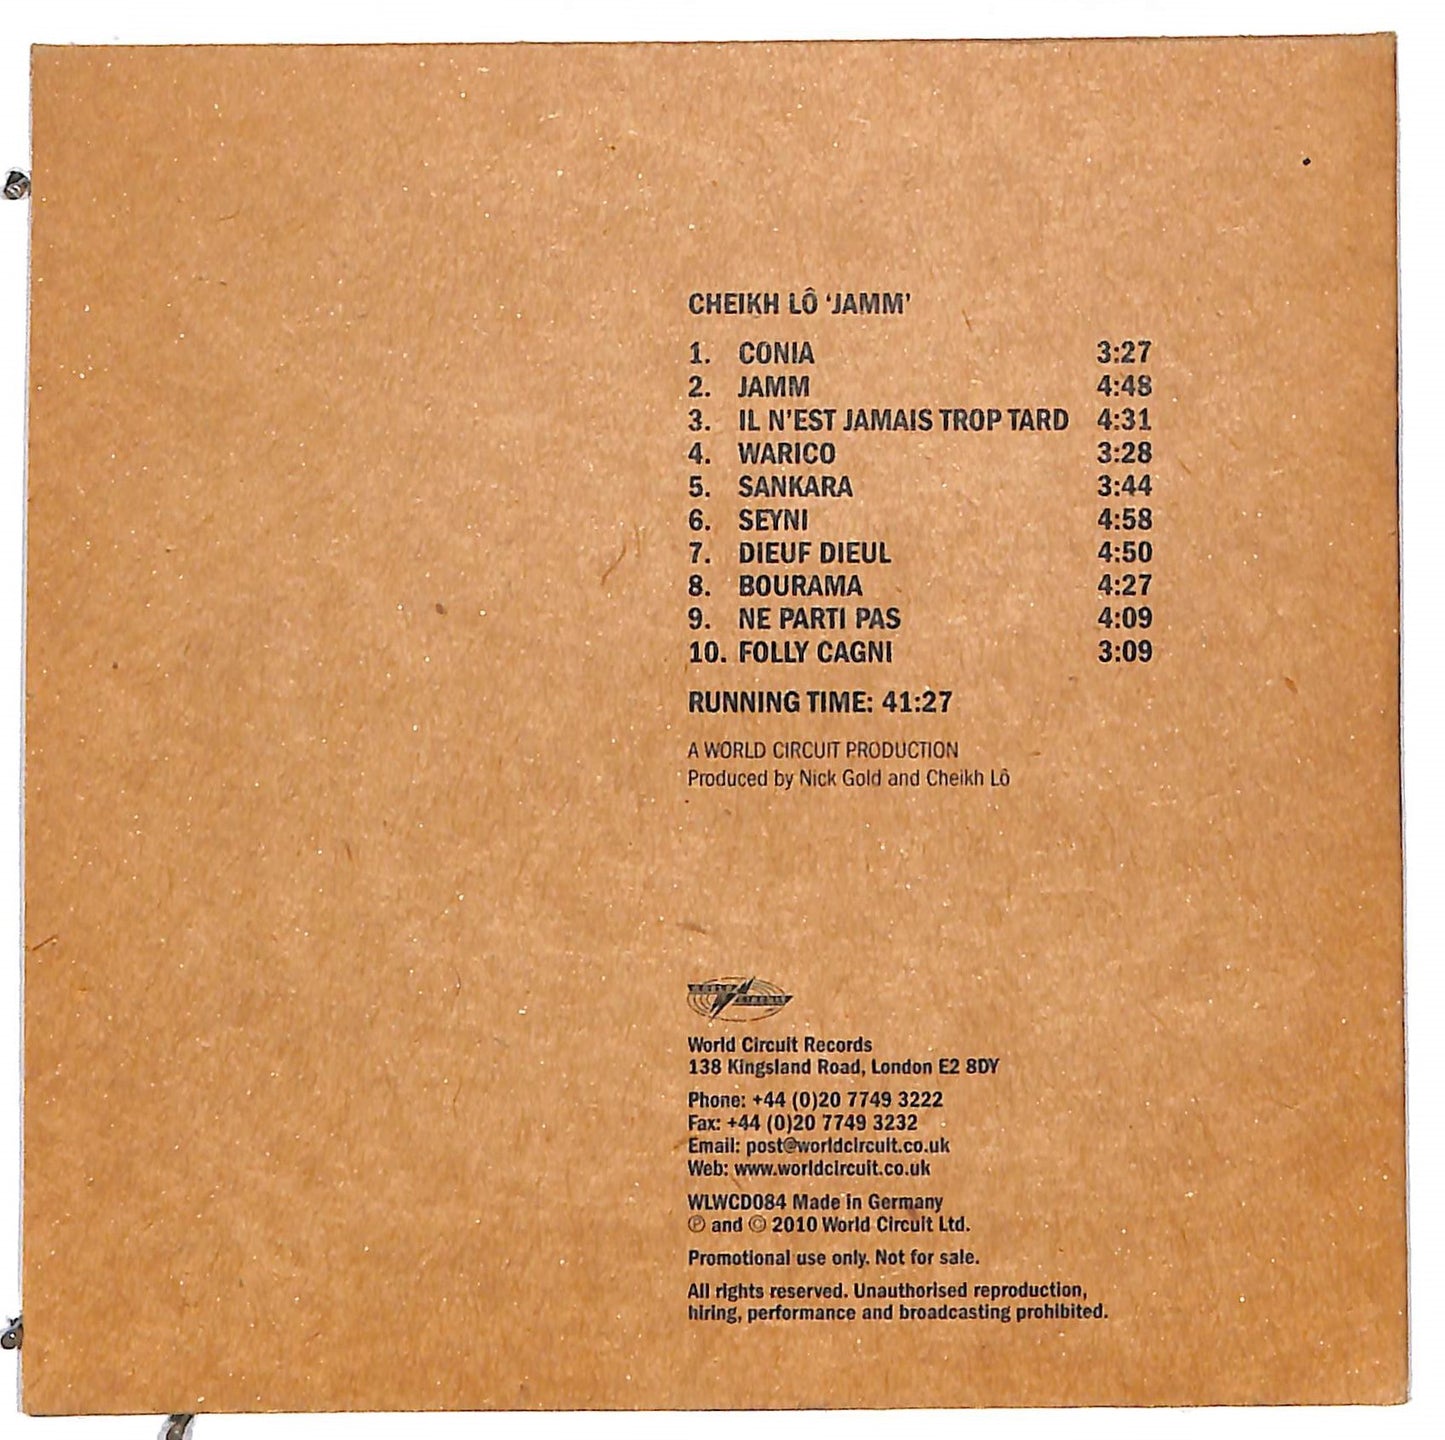 CHEIKH LÔ ‘JAMM’
1. CONIA 3:27
2. JAMM 4:48
3. IL N’EST JAMAIS TROP TARD 4:31
4. WARICO 3:28
5. SANKARA 3:44
6. SEYNI 4:58
7. DIEUF DIEUL 4:50
8. BOURAMA 4:27
9. NE PARTI PAS 4:09
10. FOLLY CAGNI 3:09
RUNNING TIME: 41:27
A WORLD CIRCUIT PRODUCTION
Produced by Nick Gold and Cheikh Lô
WORLD CIRCUIT
World Circuit Records
138 Kingsland Road, London E2 8DY
Phone: +44 (0)20 7749 3222
Fax: +44 (0)20 7749 3232
Email: post@worldcircuit.co.uk
Web: www.worldcircuit.co.uk
WLWCD084 Made in Germany
℗ and © 2010 World Circuit Ltd.
Promotional use only. Not for sale.
All rights reserved. Unauthorised reproduction,
hiring, performance and broadcasting prohibited.